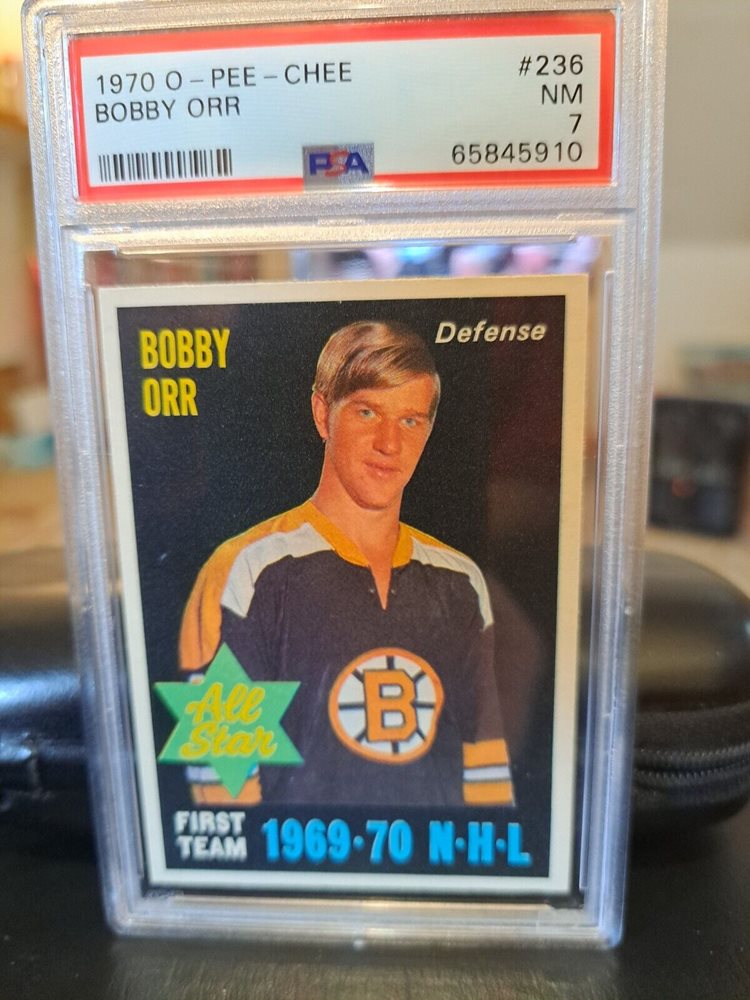 1970 O-PEE-CHEE #236
BOBBY ORR NM
7
PSA 65845910
BOBBY
ORR
Defense
B
All
Star
FIRST
TEAM
1969·70 N·H·L